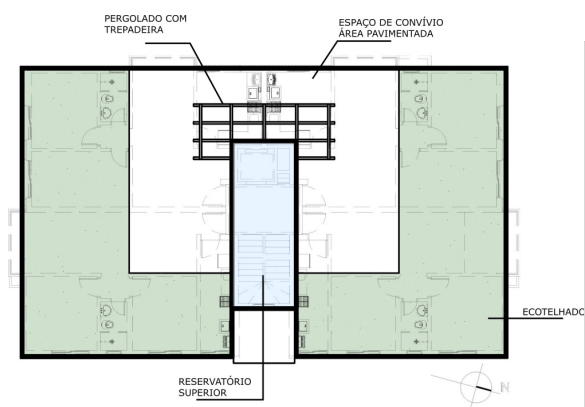 PERGOLADO COM
TREPADEIRA
ESPAÇO DE CONVÍVIO
ÁREA PAVIMENTADA
ECOTELHADO
RESERVATÓRIO
SUPERIOR
N